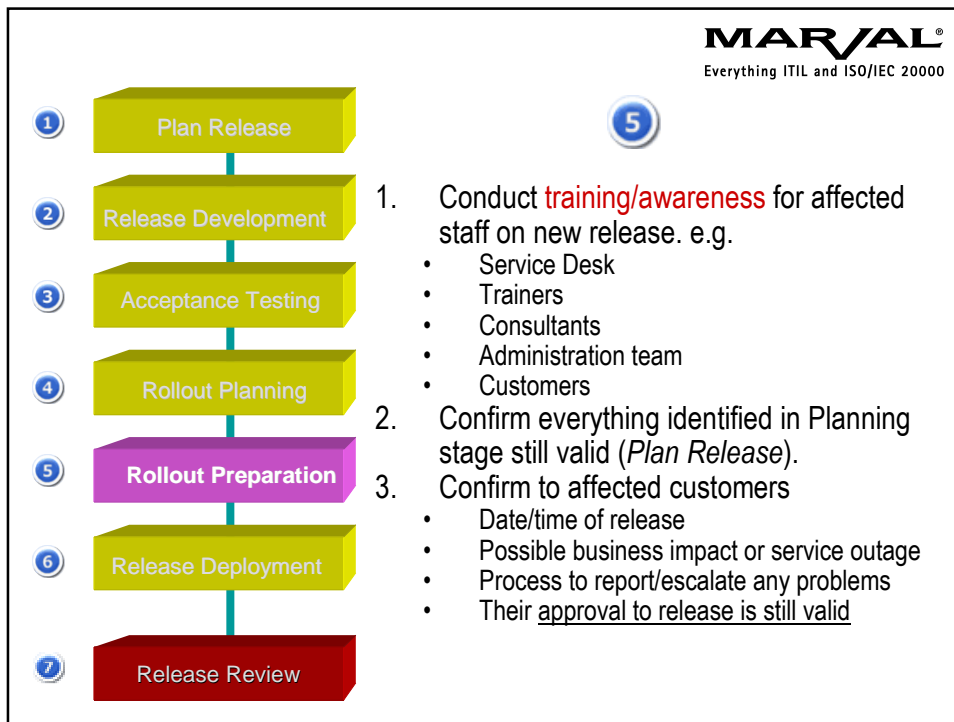 MARVAL®
Everything ITIL and ISO/IEC 20000
1
Plan Release
2
Release Development
3
Acceptance Testing
4
Rollout Planning
5
Rollout Preparation
6
Release Deployment
7
Release Review
5
1. Conduct training/awareness for affected
staff on new release. e.g.
• Service Desk
• Trainers
• Consultants
• Administration team
• Customers
2. Confirm everything identified in Planning
stage still valid (Plan Release).
3. Confirm to affected customers
• Date/time of release
• Possible business impact or service outage
• Process to report/escalate any problems
• Their approval to release is still valid